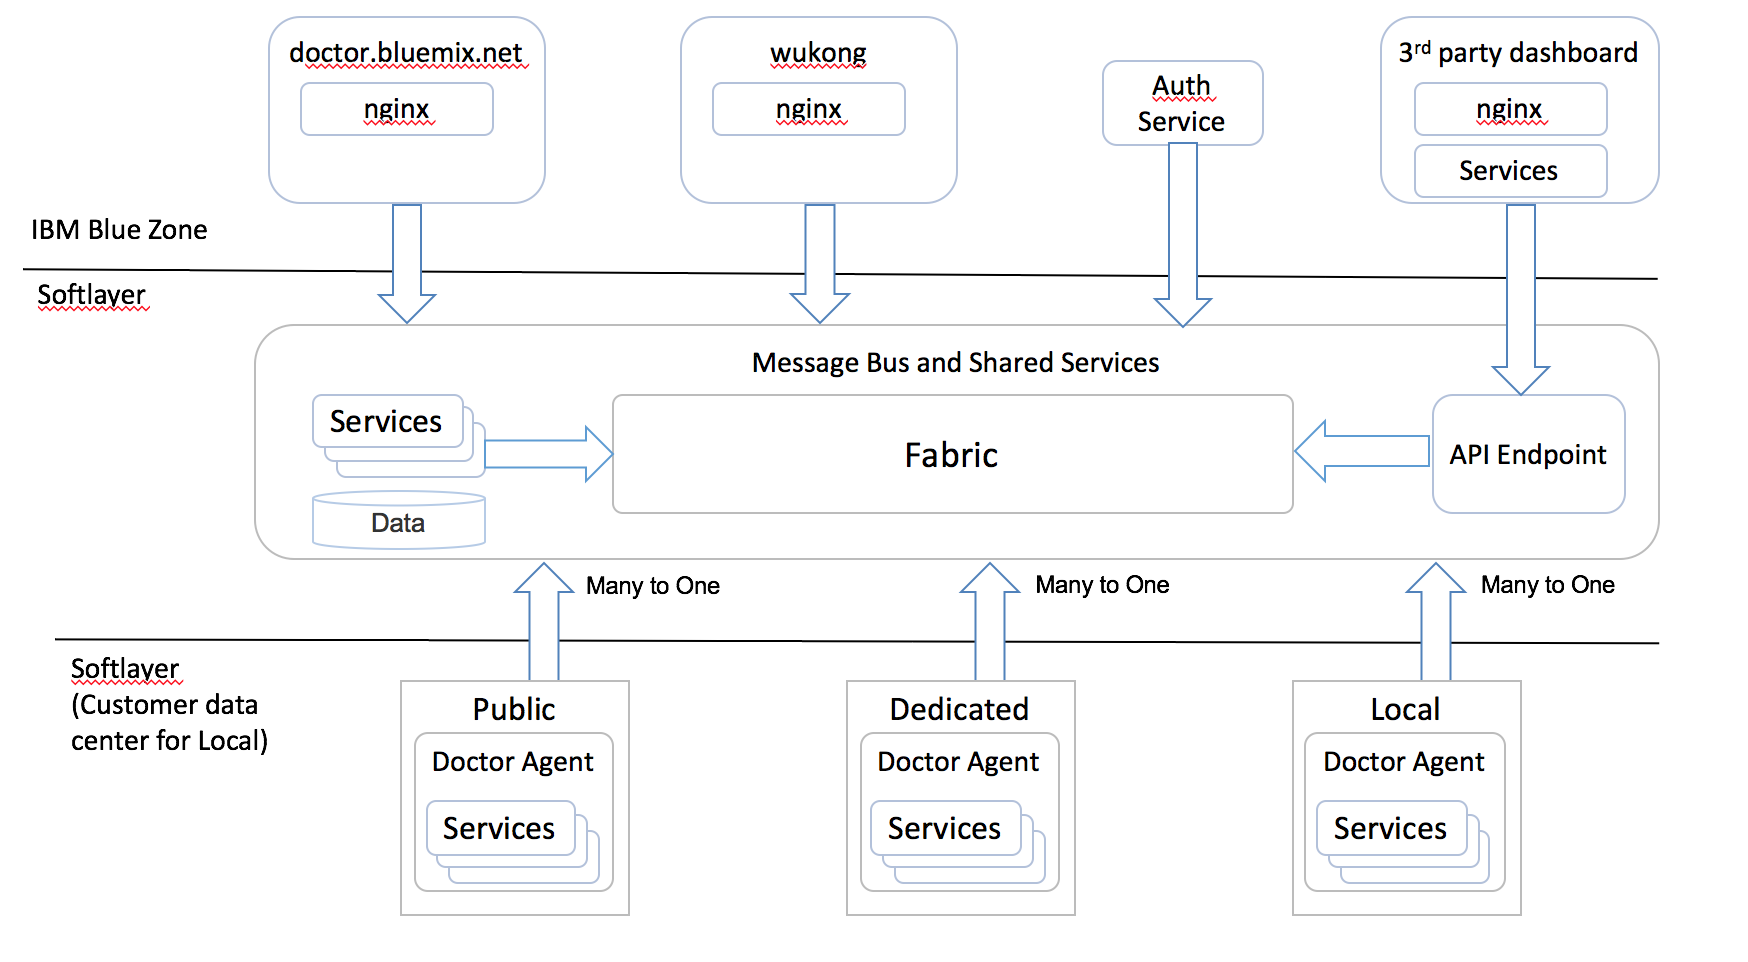 doctor.bluemix.net
nginx
wukong
nginx
Auth
Service
3rd party dashboard
nginx
Services
IBM Blue Zone
Softlayer
Message Bus and Shared Services
Services
Data
Fabric
API Endpoint
Many to One
Many to One
Many to One
Softlayer
(Customer data
center for Local)
Public
Doctor Agent
Services
Dedicated
Doctor Agent
Services
Local
Doctor Agent
Services